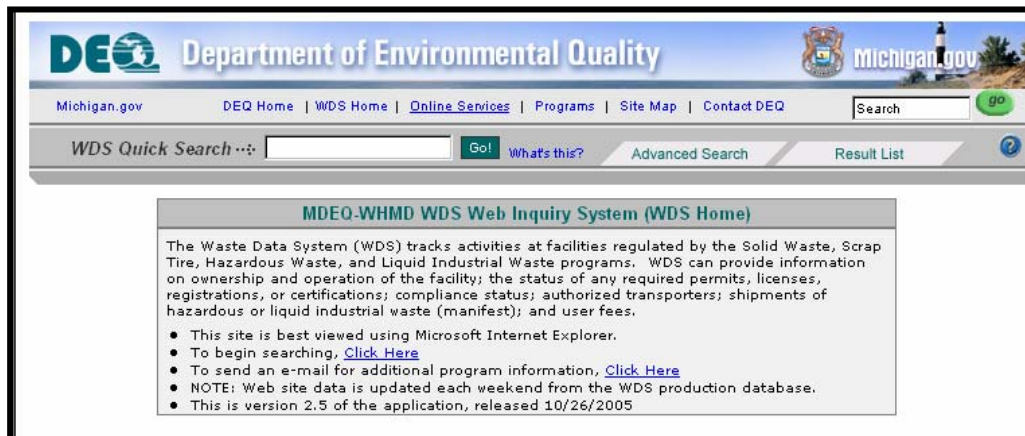 DEQ Department of Environmental Quality Michigan.gov
Michigan.gov DEQ Home | WDS Home | Online Services | Programs | Site Map | Contact DEQ Search go
WDS Quick Search Go! What's this? Advanced Search Result List ?
MDEQ-WHMD WDS Web Inquiry System (WDS Home)
The Waste Data System (WDS) tracks activities at facilities regulated by the Solid Waste, Scrap
Tire, Hazardous Waste, and Liquid Industrial Waste programs. WDS can provide information
on ownership and operation of the facility; the status of any required permits, licenses,
registrations, or certifications; compliance status; authorized transporters; shipments of
hazardous or liquid industrial waste (manifest); and user fees.
• This site is best viewed using Microsoft Internet Explorer.
• To begin searching, Click Here
• To send an e-mail for additional program information, Click Here
• NOTE: Web site data is updated each weekend from the WDS production database.
• This is version 2.5 of the application, released 10/26/2005